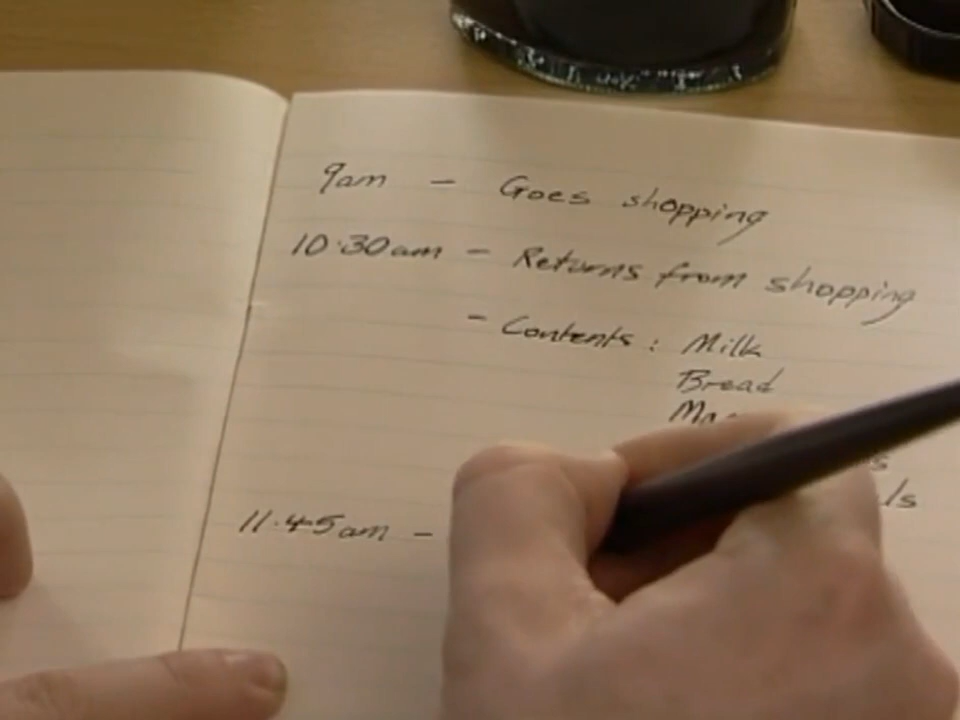 9am - Goes shopping
10.30am - Returns from shopping
- Contents : Milk
Bread
11.45am -